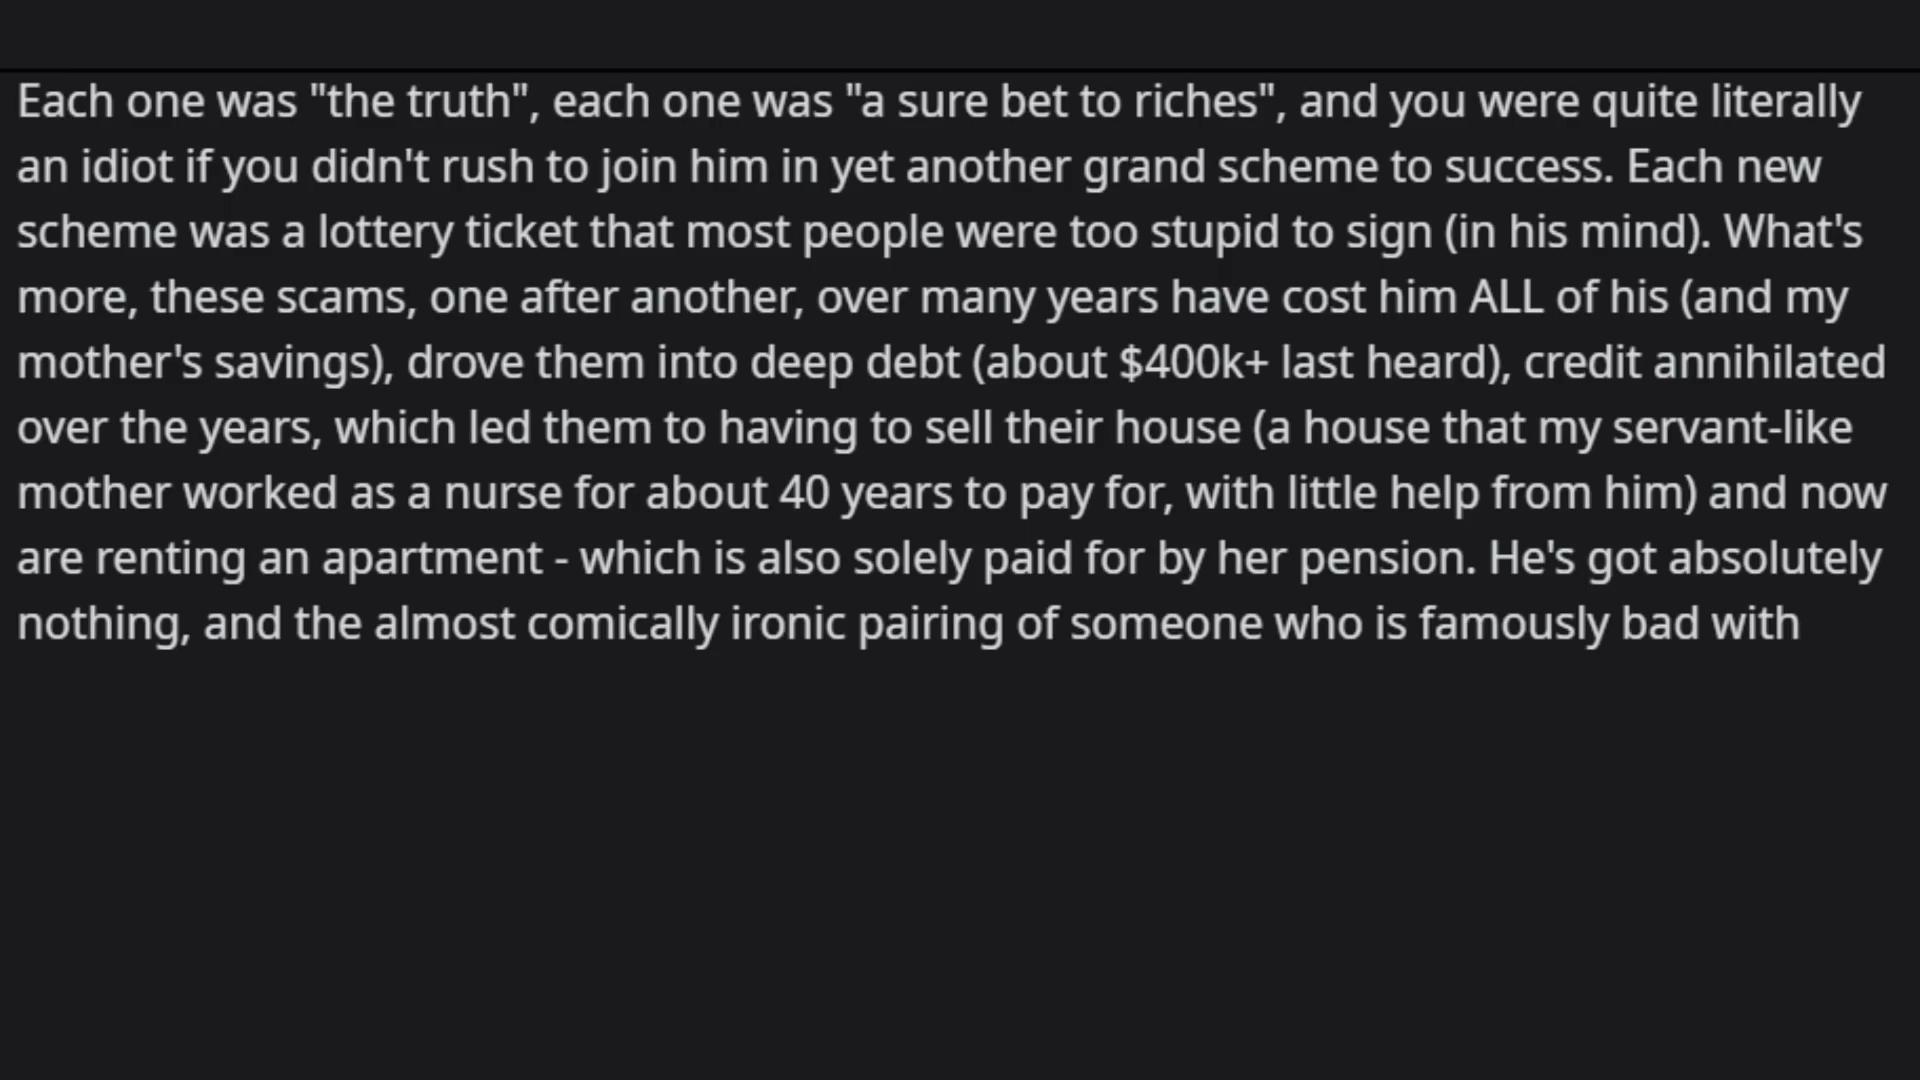 Each one was "the truth", each one was "a sure bet to riches", and you were quite literally
an idiot if you didn't rush to join him in yet another grand scheme to success. Each new
scheme was a lottery ticket that most people were too stupid to sign (in his mind). What's
more, these scams, one after another, over many years have cost him ALL of his (and my
mother's savings), drove them into deep debt (about $400k+ last heard), credit annihilated
over the years, which led them to having to sell their house (a house that my servant-like
mother worked as a nurse for about 40 years to pay for, with little help from him) and now
are renting an apartment - which is also solely paid for by her pension. He's got absolutely
nothing, and the almost comically ironic pairing of someone who is famously bad with